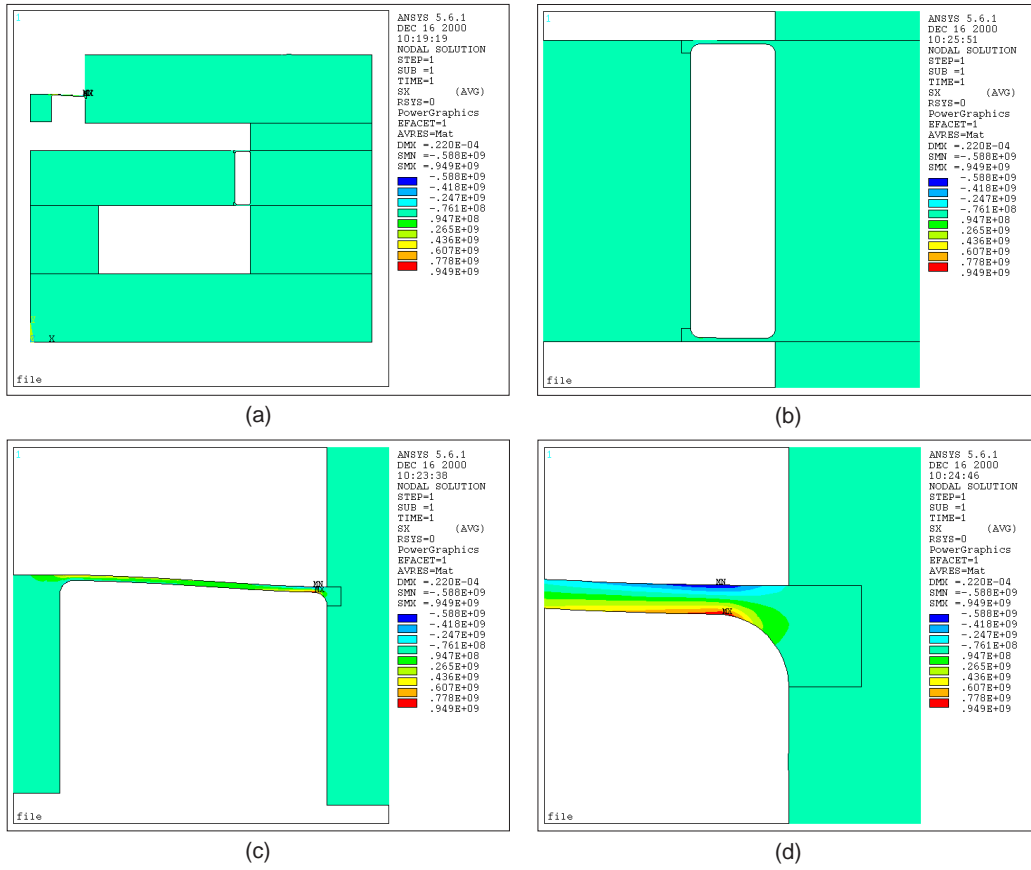 1
ANSYS 5.6.1
DEC 16 2000
10:19:19
NODAL SOLUTION
STEP=1
SUB =1
TIME=1
SX (AVG)
RSYS=0
PowerGraphics
EFACET=1
AVRES=Mat
DMX =.220E-04
SMN =-.588E+09
SMX =.949E+09
-.588E+09
-.418E+09
-.247E+09
-.761E+08
.947E+08
.265E+09
.436E+09
.607E+09
.778E+09
.949E+09
X
file
(a)
1
ANSYS 5.6.1
DEC 16 2000
10:25:51
NODAL SOLUTION
STEP=1
SUB =1
TIME=1
SX (AVG)
RSYS=0
PowerGraphics
EFACET=1
AVRES=Mat
DMX =.220E-04
SMN =-.588E+09
SMX =.949E+09
-.588E+09
-.418E+09
-.247E+09
-.761E+08
.947E+08
.265E+09
.436E+09
.607E+09
.778E+09
.949E+09
file
(b)
1
ANSYS 5.6.1
DEC 16 2000
10:23:38
NODAL SOLUTION
STEP=1
SUB =1
TIME=1
SX (AVG)
RSYS=0
PowerGraphics
EFACET=1
AVRES=Mat
DMX =.220E-04
SMN =-.588E+09
SMX =.949E+09
-.588E+09
-.418E+09
-.247E+09
-.761E+08
.947E+08
.265E+09
.436E+09
.607E+09
.778E+09
.949E+09
MN
MX
file
(c)
1
ANSYS 5.6.1
DEC 16 2000
10:24:46
NODAL SOLUTION
STEP=1
SUB =1
TIME=1
SX (AVG)
RSYS=0
PowerGraphics
EFACET=1
AVRES=Mat
DMX =.220E-04
SMN =-.588E+09
SMX =.949E+09
-.588E+09
-.418E+09
-.247E+09
-.761E+08
.947E+08
.265E+09
.436E+09
.607E+09
.778E+09
.949E+09
MN
MX
file
(d)